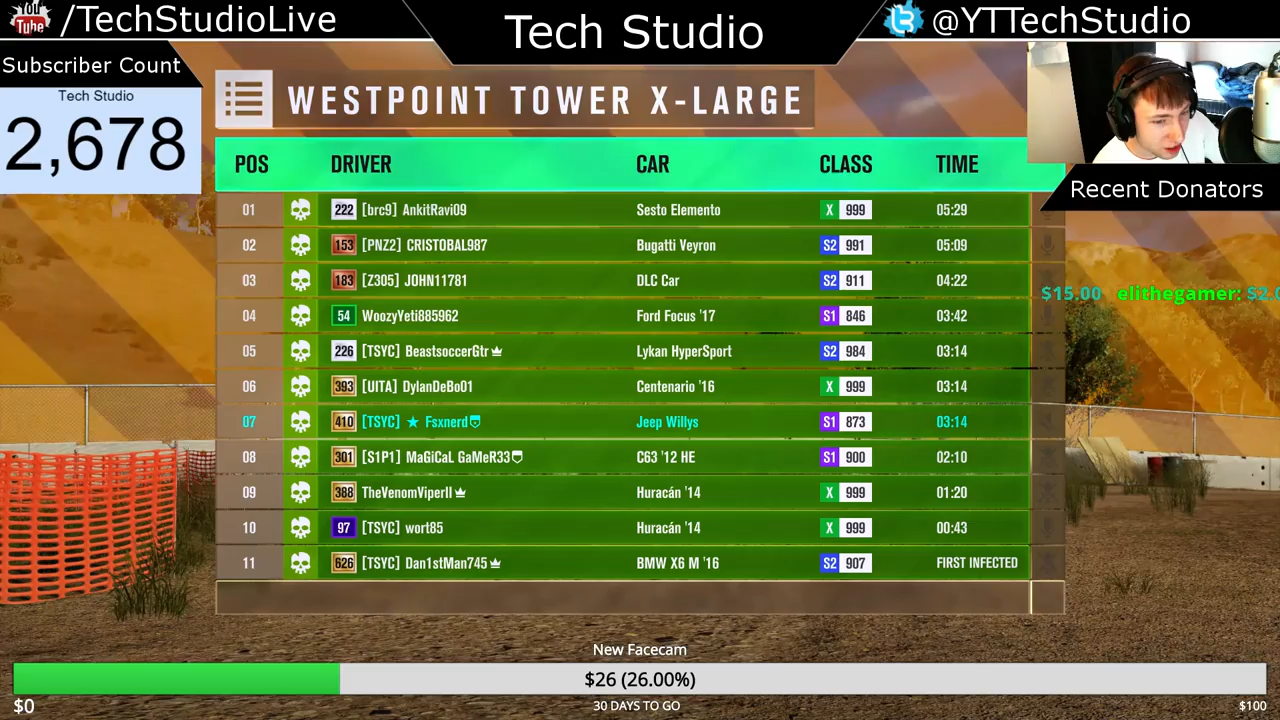 You Tube /TechStudioLive
Tech Studio
@YTTechStudio
Subscriber Count
Tech Studio
2,678
WESTPOINT TOWER X-LARGE
POS DRIVER CAR CLASS TIME
01 222 [brc9] AnkitRavi09 Sesto Elemento X 999 05:29
02 153 [PNZ2] CRISTOBAL987 Bugatti Veyron S2 991 05:09
03 183 [Z305] JOHN11781 DLC Car S2 911 04:22
04 54 WoozyYeti885962 Ford Focus '17 S1 846 03:42
05 226 [TSYC] BeastsoccerGtr Lykan HyperSport S2 984 03:14
06 393 [UITA] DylanDeBo01 Centenario '16 X 999 03:14
07 410 [TSYC] ★ Fsxnerd Jeep Willys S1 873 03:14
08 301 [S1P1] MaGiCaL GaMeR33 C63 '12 HE S1 900 02:10
09 388 TheVenomViperII Huracán '14 X 999 01:20
10 97 [TSYC] wort85 Huracán '14 X 999 00:43
11 626 [TSYC] Dan1stMan745 BMW X6 M '16 S2 907 FIRST INFECTED
Recent Donators
$15.00 elithegamer: $2.0
New Facecam
$26 (26.00%)
$0 30 DAYS TO GO $100